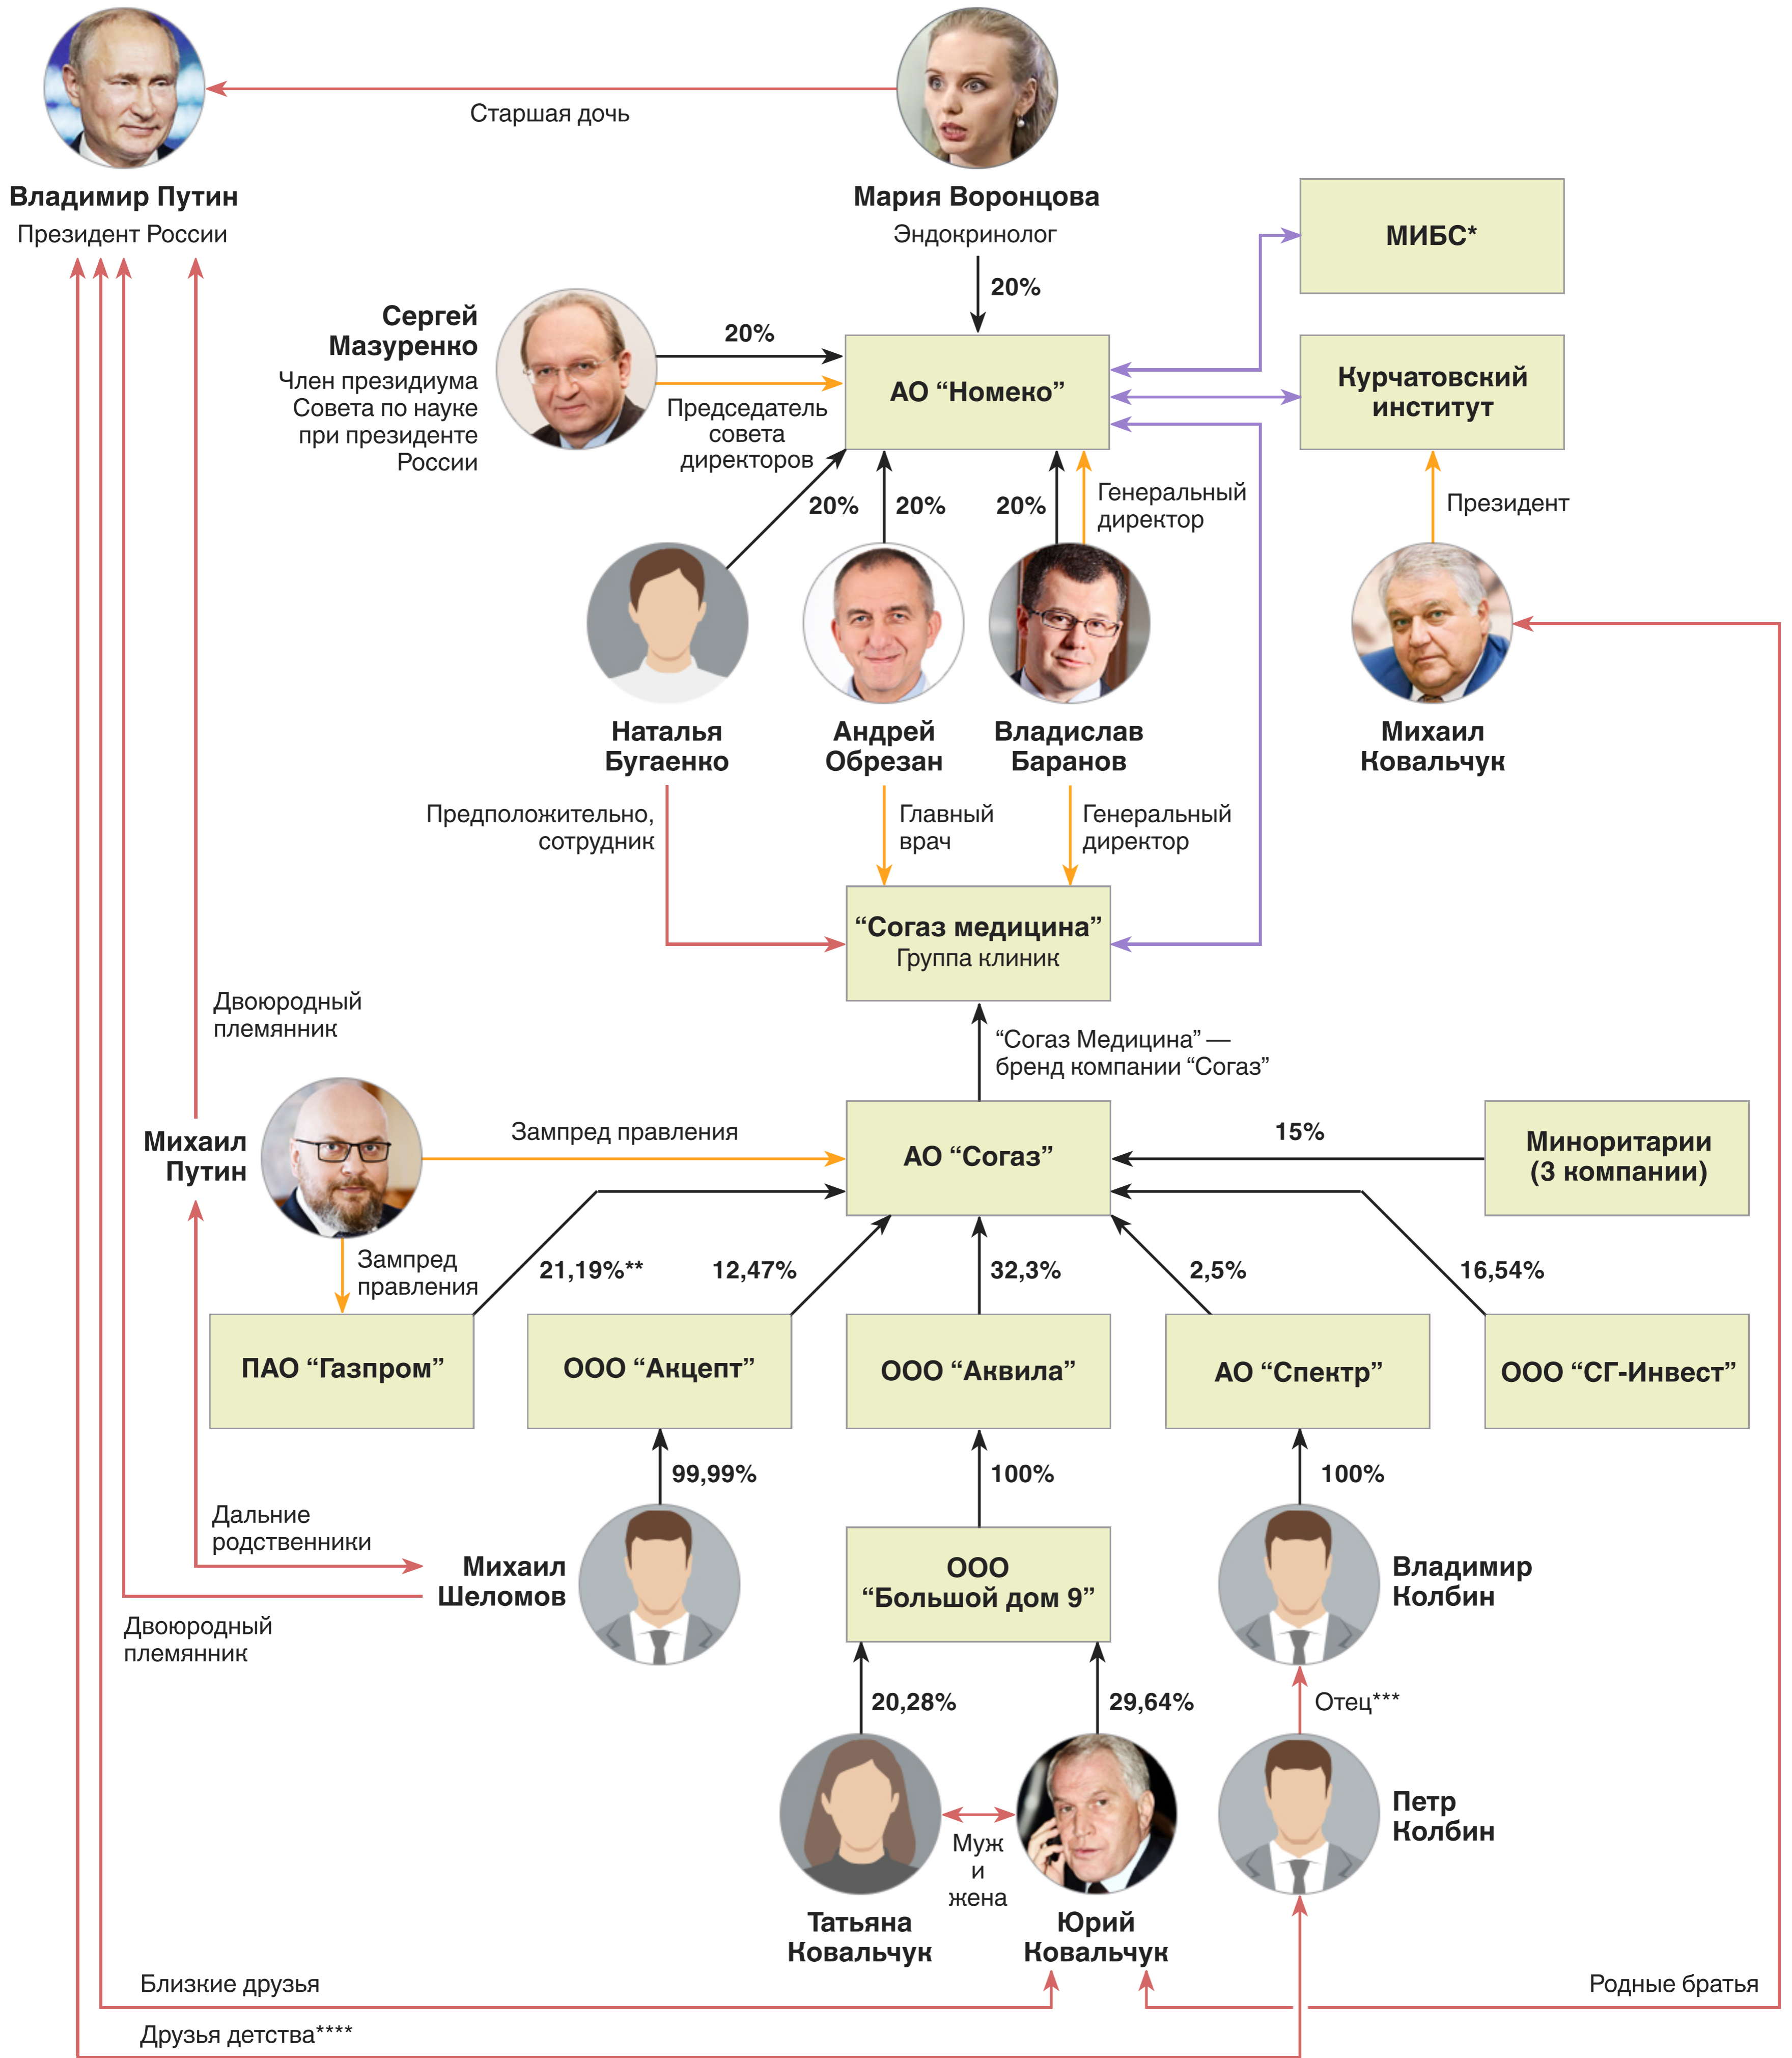 Старшая дочь
Владимир Путин
Президент России
Мария Воронцова
Эндокринолог
МИБС*
20%
Сергей
Мазуренко
Член президиума
Совета по науке
при президенте
России
20%
Председатель
совета
директоров
АО “Номеко”
Курчатовский
институт
20%
20%
20%
Генеральный
директор
Президент
Наталья
Бугаенко
Андрей
Обрезан
Владислав
Баранов
Михаил
Ковальчук
Предположительно,
сотрудник
Главный
врач
Генеральный
директор
“Согаз медицина”
Группа клиник
Двоюродный
племянник
“Согаз Медицина” —
бренд компании “Согаз”
Михаил
Путин
Зампред правления
АО “Согаз”
15%
Миноритарии
(3 компании)
Зампред
правления
21,19%**
12,47%
32,3%
2,5%
16,54%
ПАО “Газпром”
ООО “Акцепт”
ООО “Аквила”
АО “Спектр”
ООО “СГ-Инвест”
99,99%
100%
100%
Дальние
родственники
Михаил
Шеломов
ООО
“Большой дом 9”
Владимир
Колбин
Двоюродный
племянник
20,28%
29,64%
Отец***
Муж
и
жена
Петр
Колбин
Татьяна
Ковальчук
Юрий
Ковальчук
Близкие друзья
Родные братья
Друзья детства****